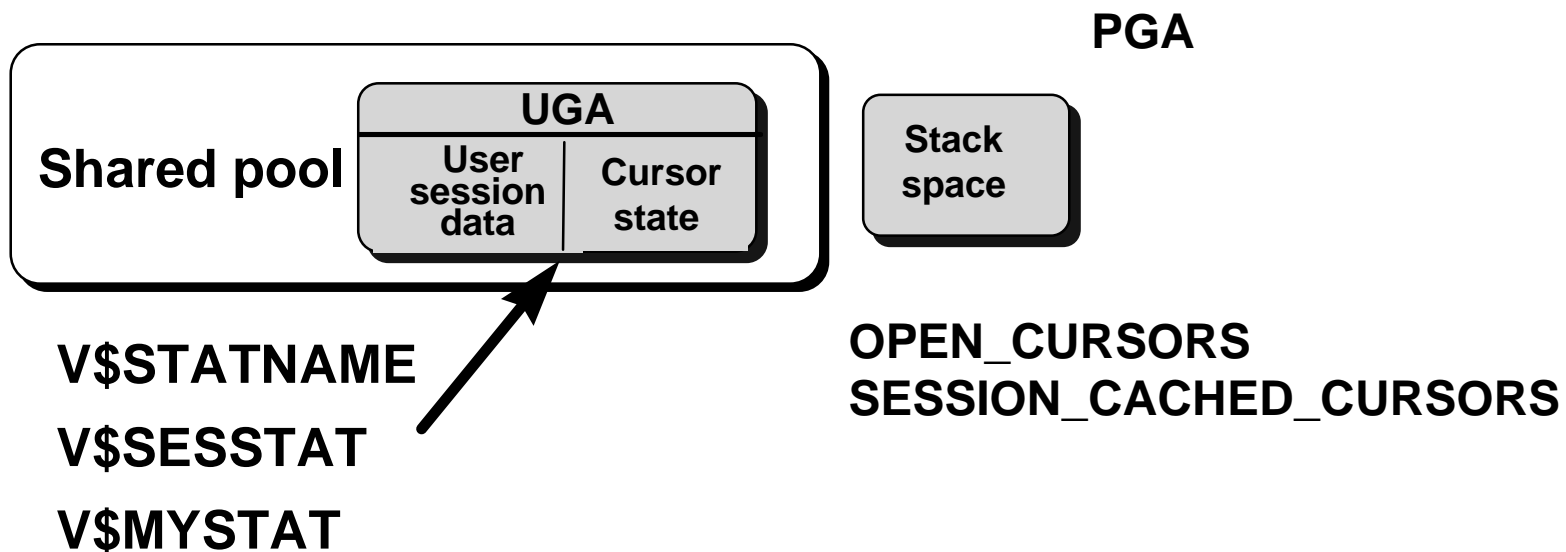 PGA
Shared pool
UGA
User
session
data
Cursor
state
Stack
space
V$STATNAME
V$SESSTAT
V$MYSTAT
OPEN_CURSORS
SESSION_CACHED_CURSORS